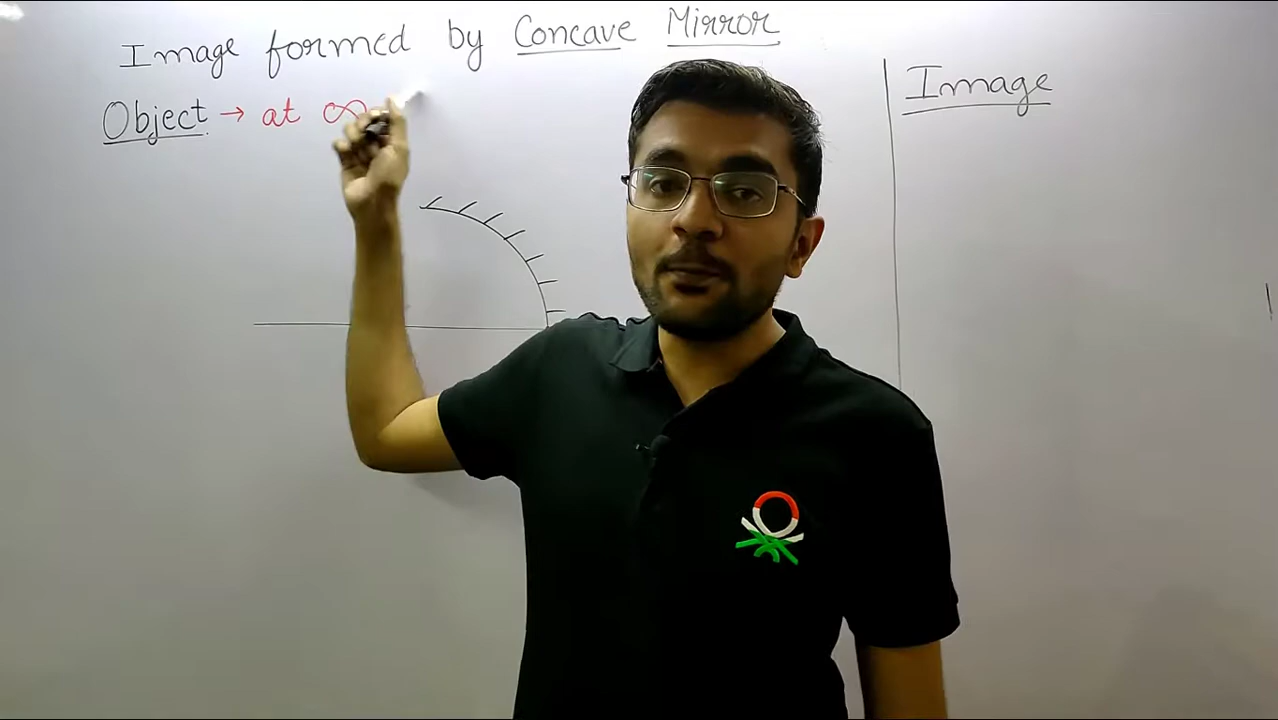 Image formed by Concave Mirror
Object → at ∞
Image